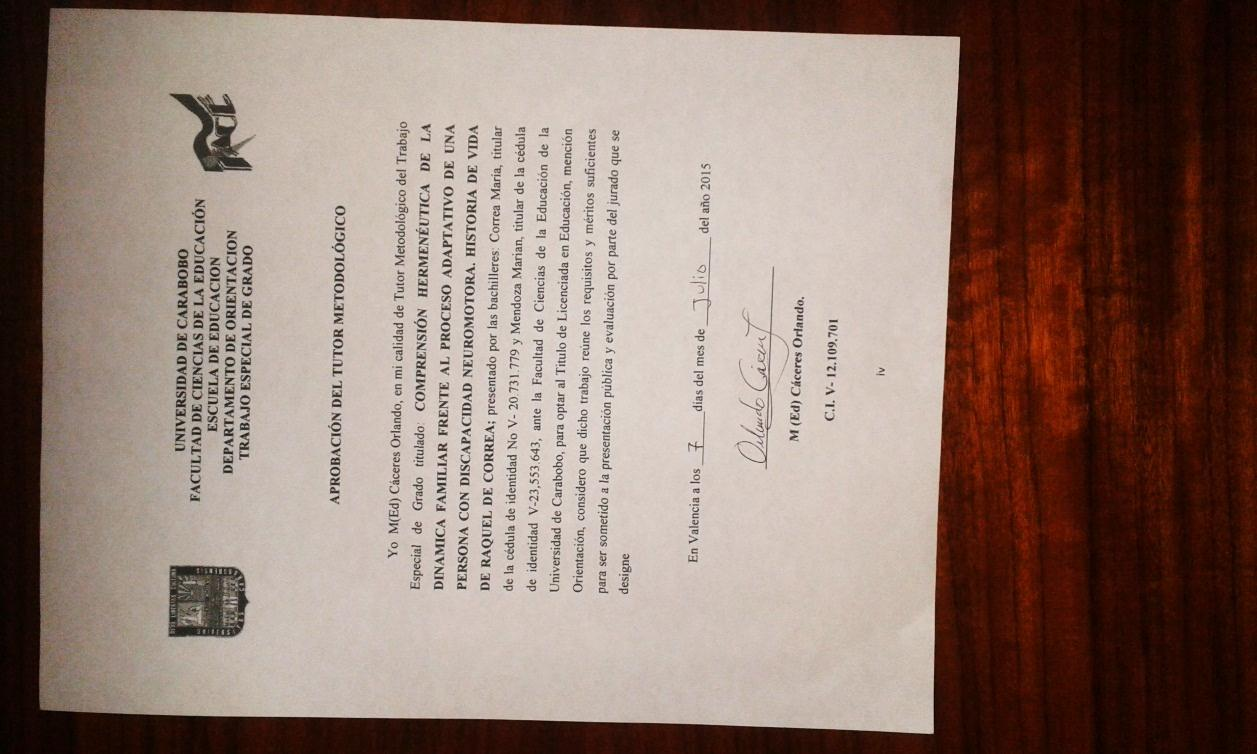 UNIVERSIDAD DE CARABOBO
FACULTAD DE CIENCIAS DE LA EDUCACIÓN
ESCUELA DE EDUCACION
DEPARTAMENTO DE ORIENTACION
TRABAJO ESPECIAL DE GRADO
FACE
APROBACIÓN DEL TUTOR METODOLÓGICO
Yo M(Ed) Cáceres Orlando, en mi calidad de Tutor Metodológico del Trabajo
Especial de Grado titulado: COMPRENSIÓN HERMENÉUTICA DE LA
DINAMICA FAMILIAR FRENTE AL PROCESO ADAPTATIVO DE UNA
PERSONA CON DISCAPACIDAD NEUROMOTORA. HISTORIA DE VIDA
DE RAQUEL DE CORREA; presentado por las bachilleres: Correa María, titular
de la cédula de identidad No V- 20.731.779 y Mendoza Marian, titular de la cédula
de identidad V-23,553,643, ante la Facultad de Ciencias de la Educación de la
Universidad de Carabobo, para optar al Titulo de Licenciada en Educación, mención
Orientación, considero que dicho trabajo reúne los requisitos y méritos suficientes
para ser sometido a la presentación pública y evaluación por parte del jurado que se
designe
En Valencia a los 7 días del mes de Julio del año 2015
Orlando Cáceres
M (Ed) Cáceres Orlando.
C.I. V- 12,109,701
iv